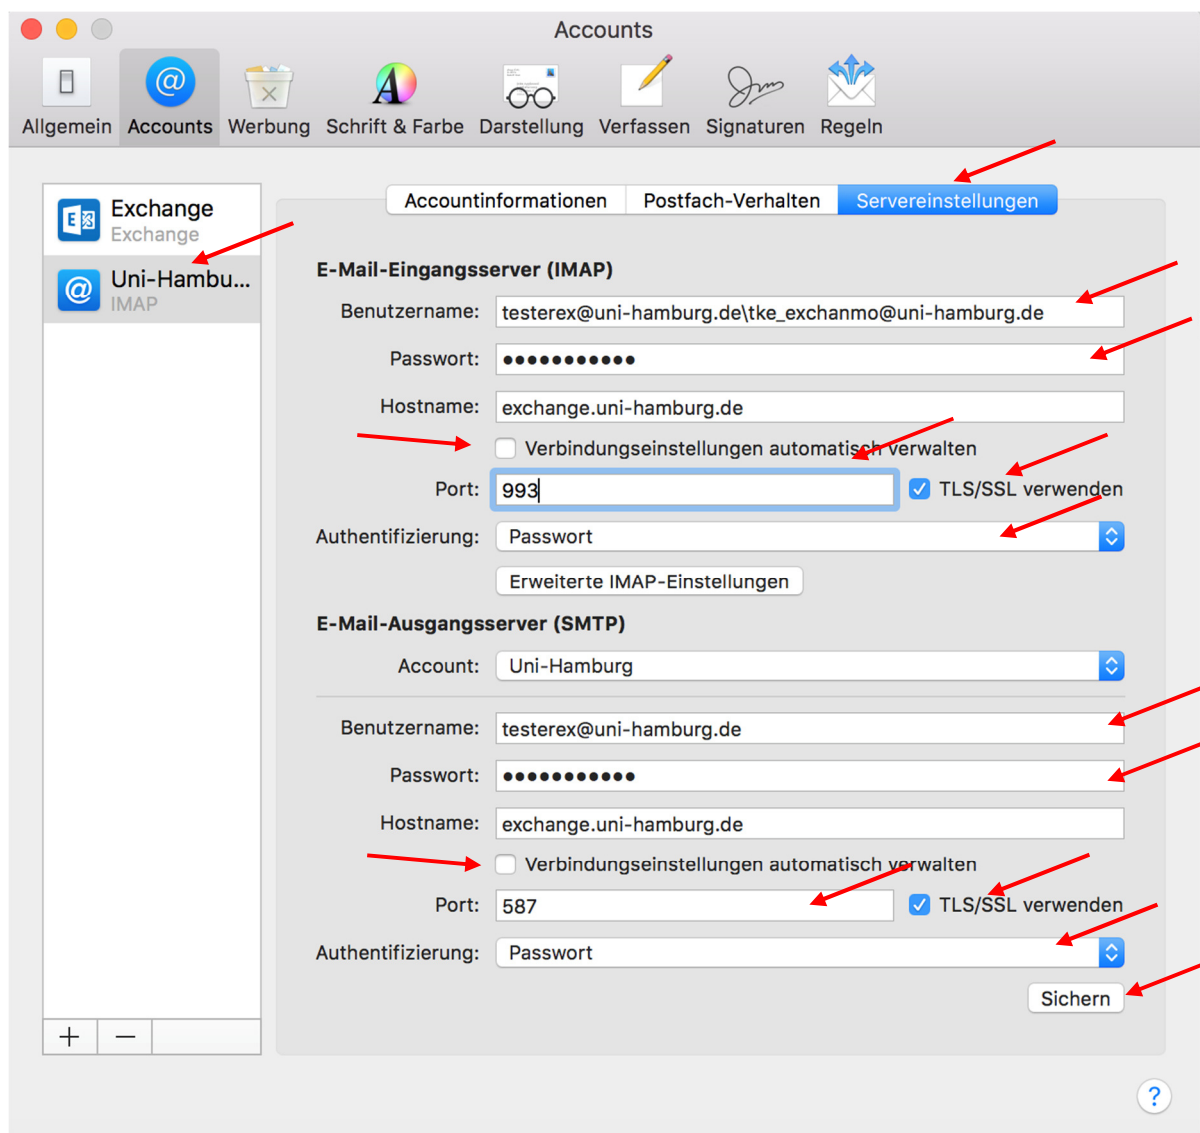 Accounts
Allgemein Accounts Werbung Schrift & Farbe Darstellung Verfassen Signaturen Regeln
Exchange
Exchange
Uni-Hambu...
IMAP
Accountinformationen Postfach-Verhalten Servereinstellungen
E-Mail-Eingangsserver (IMAP)
Benutzername: testerex@uni-hamburg.de\tke_exchanmo@uni-hamburg.de
Passwort: ●●●●●●●●●●●
Hostname: exchange.uni-hamburg.de
Verbindungseinstellungen automatisch verwalten
Port: 993 TLS/SSL verwenden
Authentifizierung: Passwort
Erweiterte IMAP-Einstellungen
E-Mail-Ausgangsserver (SMTP)
Account: Uni-Hamburg
Benutzername: testerex@uni-hamburg.de
Passwort: ●●●●●●●●●●●
Hostname: exchange.uni-hamburg.de
Verbindungseinstellungen automatisch verwalten
Port: 587 TLS/SSL verwenden
Authentifizierung: Passwort
Sichern
+ −
?